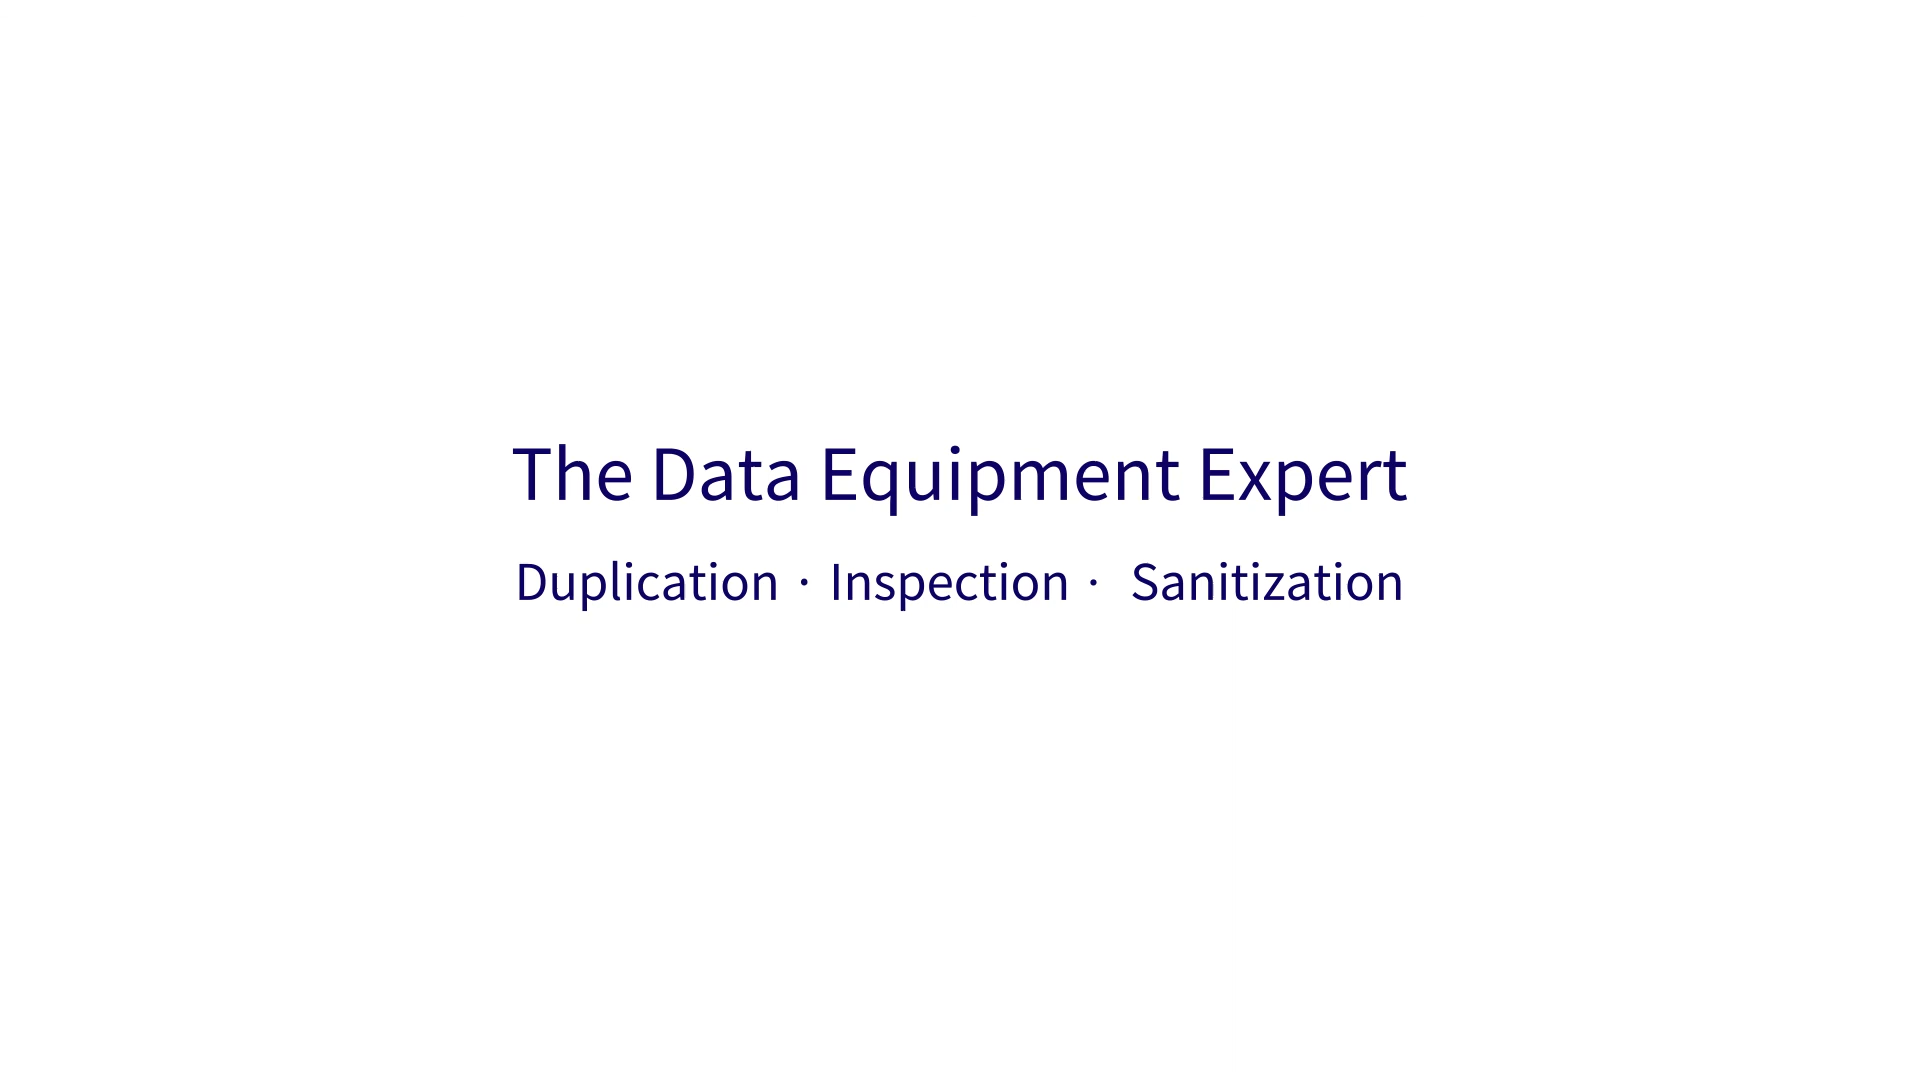 The Data Equipment Expert
Duplication · Inspection · Sanitization